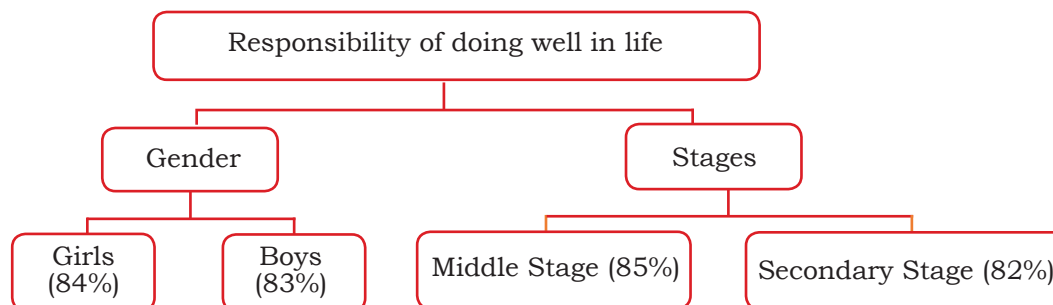 Responsibility of doing well in life
Gender
Stages
Girls
(84%)
Boys
(83%)
Middle Stage (85%)
Secondary Stage (82%)